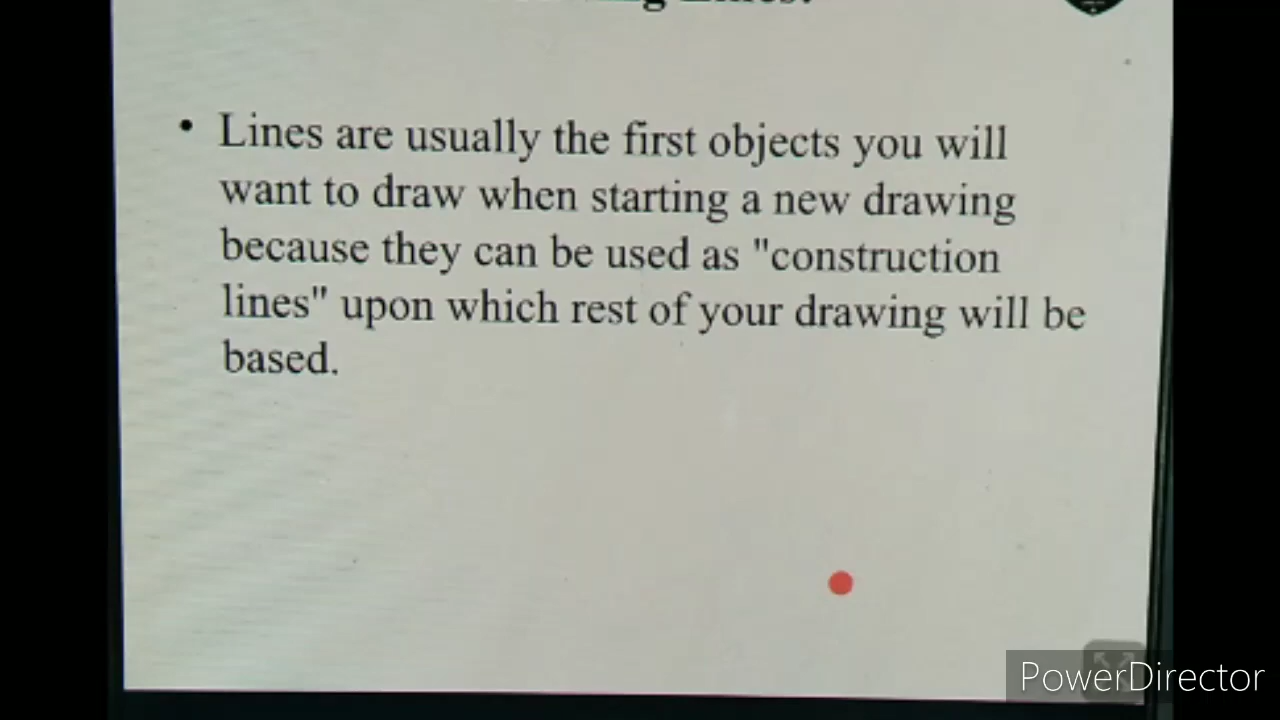 • Lines are usually the first objects you will
want to draw when starting a new drawing
because they can be used as "construction
lines" upon which rest of your drawing will be
based.
PowerDirector